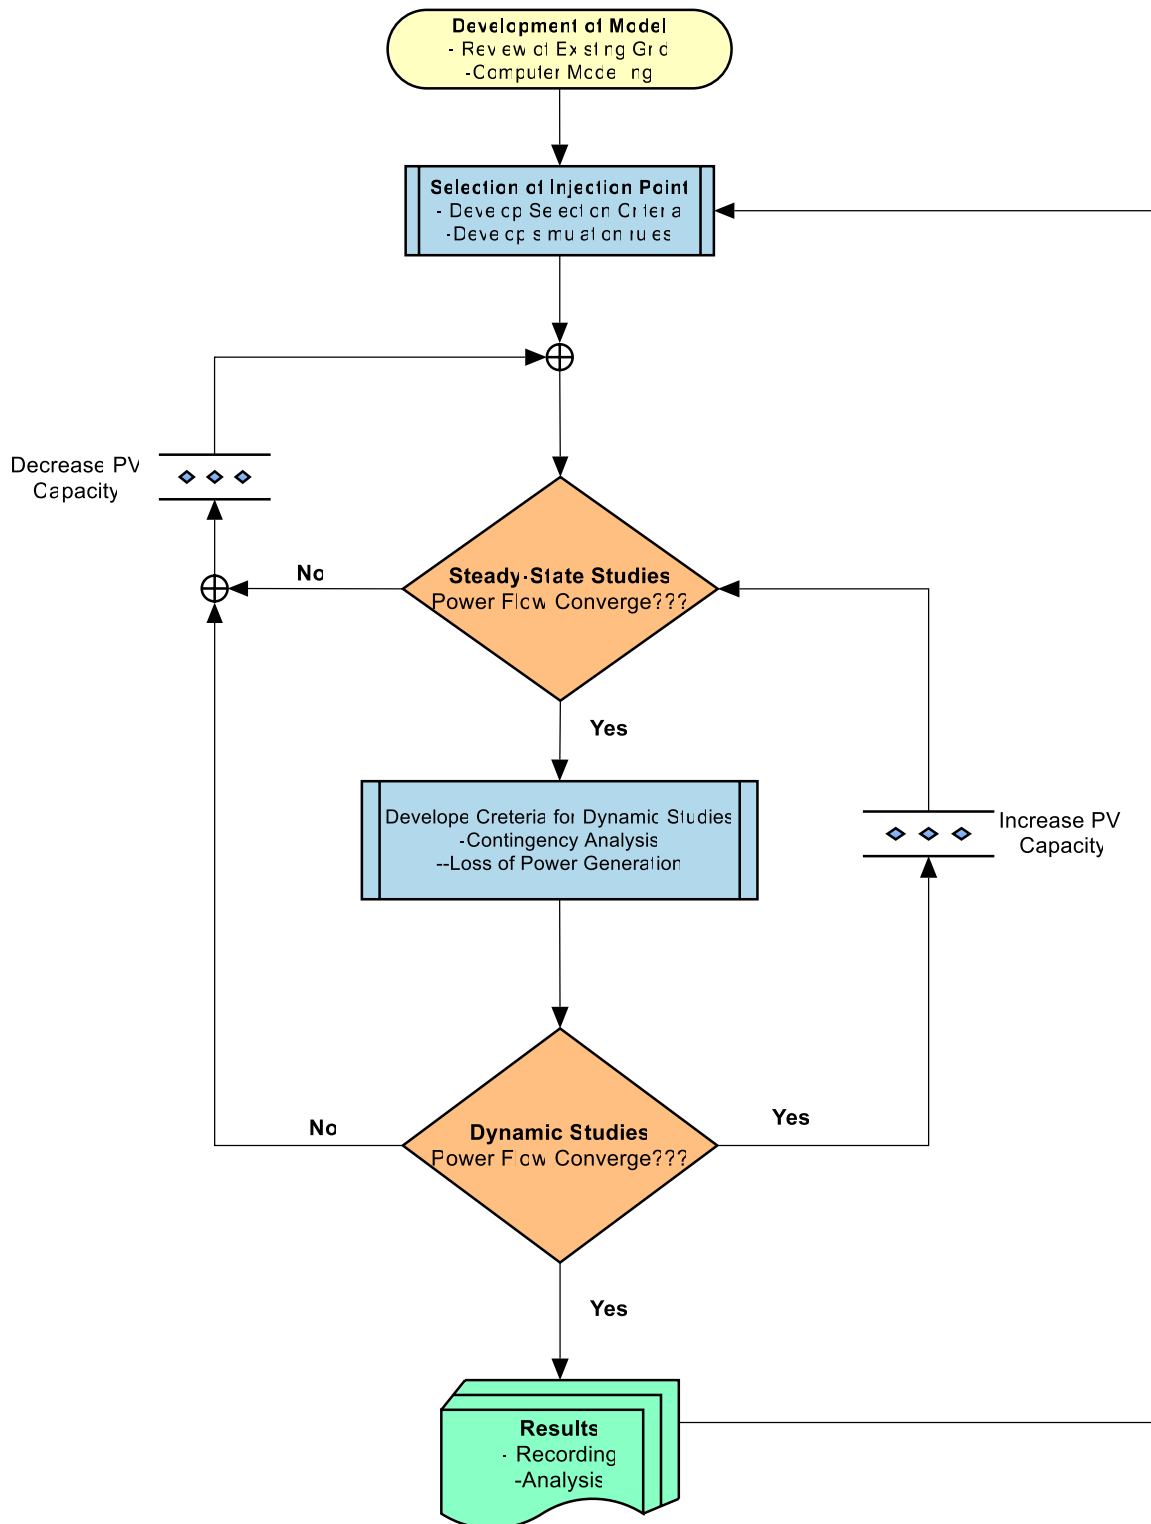 Development of Model
- Review of Existing Grid
-Computer Modeling
Selection of Injection Point
- Develop Selection Criteria
-Develop simulation rules
Decrease PV
Capacity
No
Steady-State Studies
Power Flow Converge???
Yes
Develope Creteria for Dynamic Studies
-Contingency Analysis
--Loss of Power Generation
Increase PV
Capacity
No
Dynamic Studies
Power Flow Converge???
Yes
Yes
Results
- Recording
-Analysis